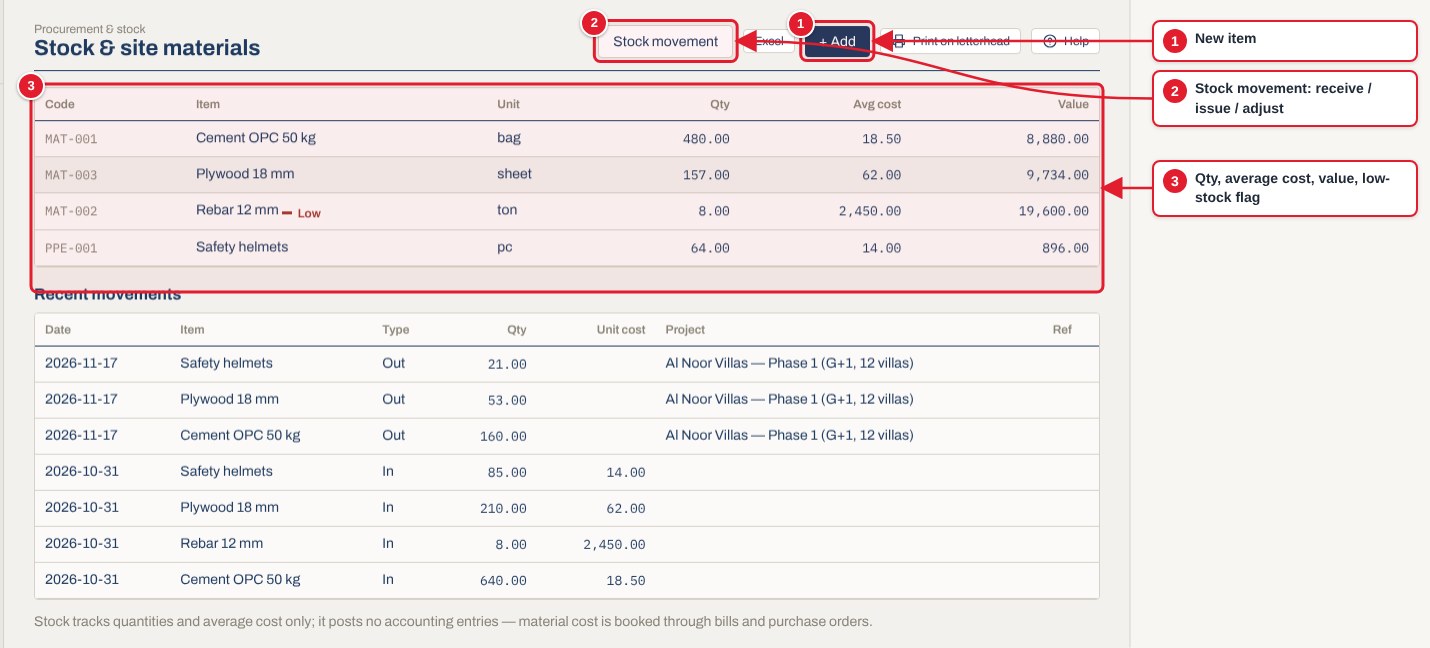 Procurement & stock
Stock & site materials
2
Stock movement
Excel
1
+ Add
Print on letterhead
Help
1 New item
2 Stock movement: receive /
issue / adjust
3 Qty, average cost, value, low-
stock flag
3
Code Item Unit Qty Avg cost Value
MAT-001 Cement OPC 50 kg bag 480.00 18.50 8,880.00
MAT-003 Plywood 18 mm sheet 157.00 62.00 9,734.00
MAT-002 Rebar 12 mm Low ton 8.00 2,450.00 19,600.00
PPE-001 Safety helmets pc 64.00 14.00 896.00
Recent movements
Date Item Type Qty Unit cost Project Ref
2026-11-17 Safety helmets Out 21.00 Al Noor Villas — Phase 1 (G+1, 12 villas)
2026-11-17 Plywood 18 mm Out 53.00 Al Noor Villas — Phase 1 (G+1, 12 villas)
2026-11-17 Cement OPC 50 kg Out 160.00 Al Noor Villas — Phase 1 (G+1, 12 villas)
2026-10-31 Safety helmets In 85.00 14.00
2026-10-31 Plywood 18 mm In 210.00 62.00
2026-10-31 Rebar 12 mm In 8.00 2,450.00
2026-10-31 Cement OPC 50 kg In 640.00 18.50
Stock tracks quantities and average cost only; it posts no accounting entries — material cost is booked through bills and purchase orders.